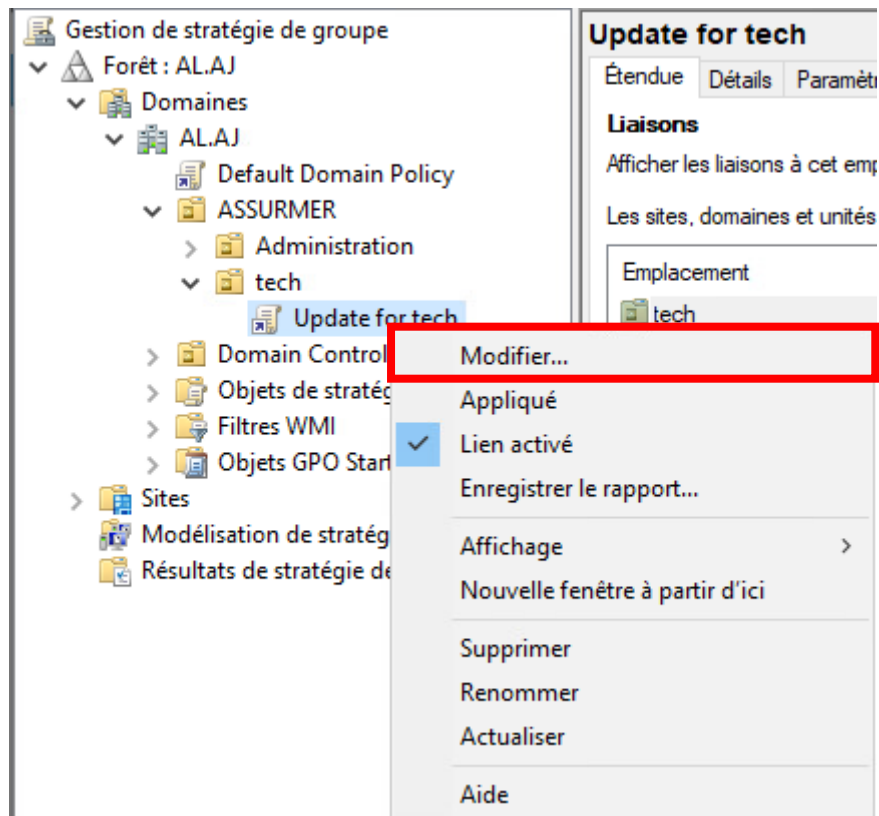 Gestion de stratégie de groupe
Forêt : AL.AJ
Domaines
AL.AJ
Default Domain Policy
ASSURMER
Administration
tech
Update for tech
Domain Control
Objets de stratég
Filtres WMI
Objets GPO Start
Sites
Modélisation de stratég
Résultats de stratégie de
Update for tech
Étendue Détails Paramètr
Liaisons
Afficher les liaisons à cet emp
Les sites, domaines et unités
Emplacement
tech
Modifier...
Appliqué
Lien activé
Enregistrer le rapport...
Affichage
Nouvelle fenêtre à partir d'ici
Supprimer
Renommer
Actualiser
Aide